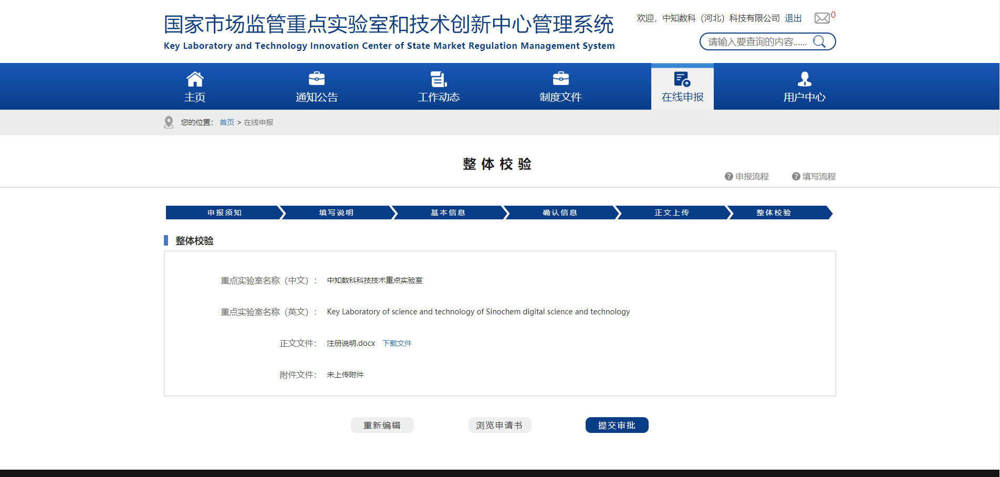 国家市场监管重点实验室和技术创新中心管理系统
Key Laboratory and Technology Innovation Center of State Market Regulation Management System
欢迎，中知数科（河北）科技有限公司 退出 0
请输入要查询的内容......
主页 通知公告 工作动态 制度文件 在线申报 用户中心
您的位置： 首页 > 在线申报
整体校验
? 申报流程 ? 填写流程
申报须知 填写说明 基本信息 确认信息 正文上传 整体校验
整体校验
重点实验室名称（中文）： 中知数科科技技术重点实验室
重点实验室名称（英文）： Key Laboratory of science and technology of Sinochem digital science and technology
正文文件： 注册说明.docx 下载文件
附件文件： 未上传附件
重新编辑 浏览申请书 提交审批